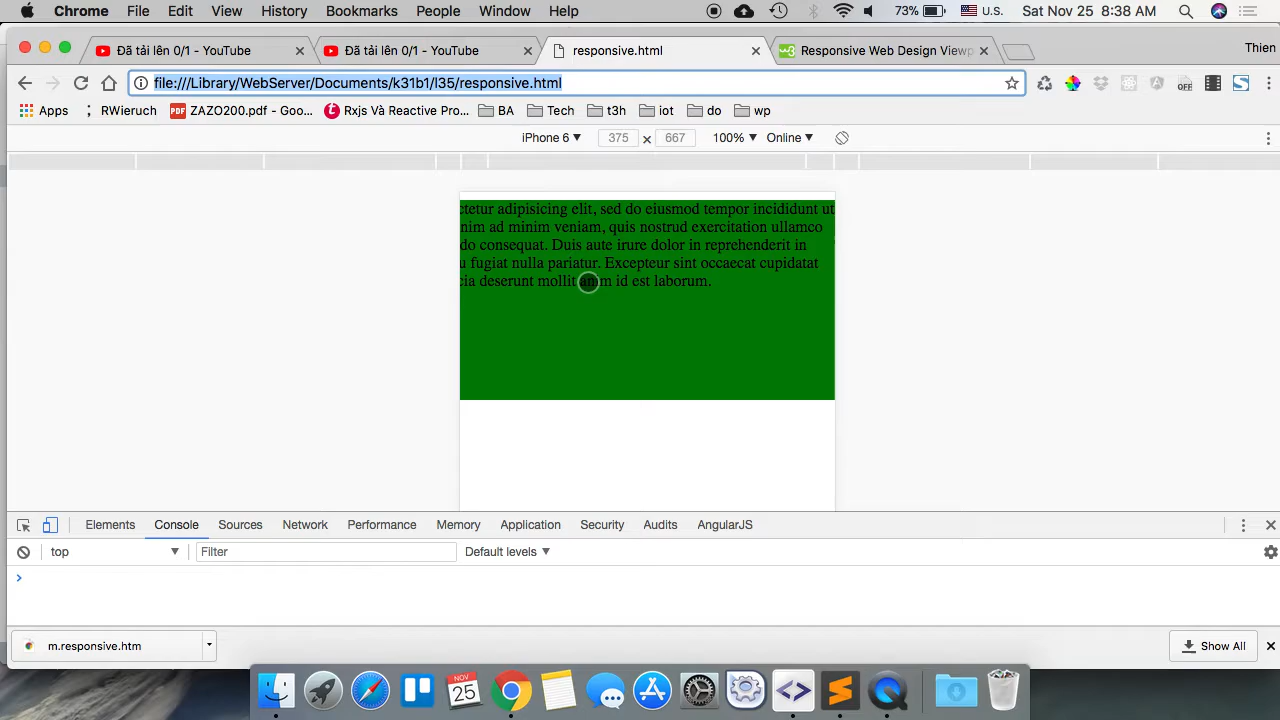 Chrome File Edit View History Bookmarks People Window Help 73% U.S. Sat Nov 25 8:38 AM
Đã tải lên 0/1 - YouTube Đã tải lên 0/1 - YouTube responsive.html Responsive Web Design Viewp Thien
file:///Library/WebServer/Documents/k31b1/l35/responsive.html
Apps RWieruch ZAZO200.pdf - Goo... Rxjs Và Reactive Pro... BA Tech t3h iot do wp
iPhone 6 375 × 667 100% Online
ctetur adipisicing elit, sed do eiusmod tempor incididunt ut
nim ad minim veniam, quis nostrud exercitation ullamco
do consequat. Duis aute irure dolor in reprehenderit in
u fugiat nulla pariatur. Excepteur sint occaecat cupidatat
cia deserunt mollit anim id est laborum.
Elements Console Sources Network Performance Memory Application Security Audits AngularJS
top Filter Default levels
m.responsive.htm Show All
NOV
25